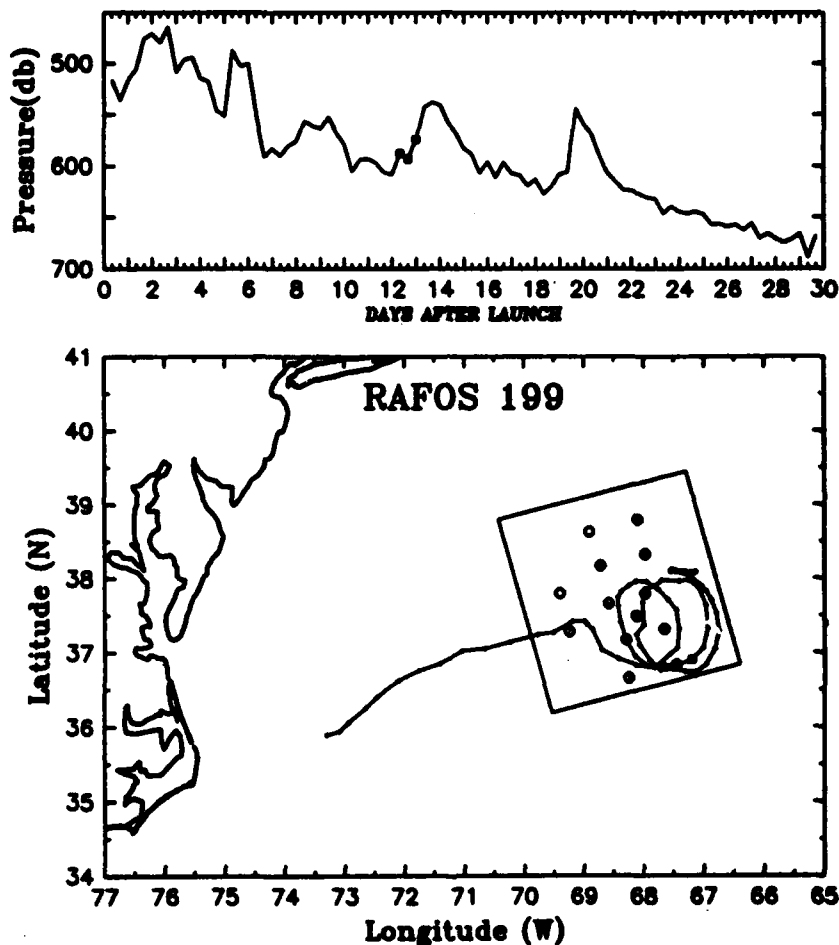 Pressure(db)
500
600
700
0 2 4 6 8 10 12 14 16 18 20 22 24 26 28 30
DAYS AFTER LAUNCH
RAFOS 199
Latitude (N)
41
40
39
38
37
36
35
34
77 76 75 74 73 72 71 70 69 68 67 66 65
Longitude (W)